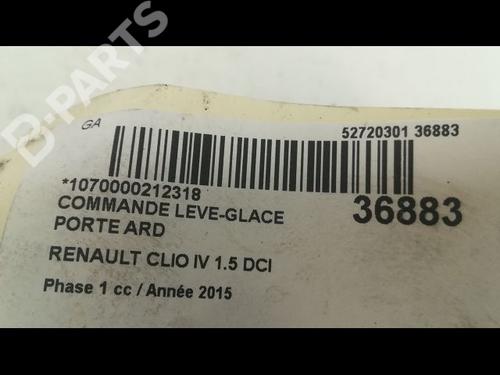 B-PARTS
GA
52720301 36883
*1070000212318
36883
COMMANDE LEVE-GLACE
PORTE ARD
RENAULT CLIO IV 1.5 DCI
Phase 1 cc / Année 2015